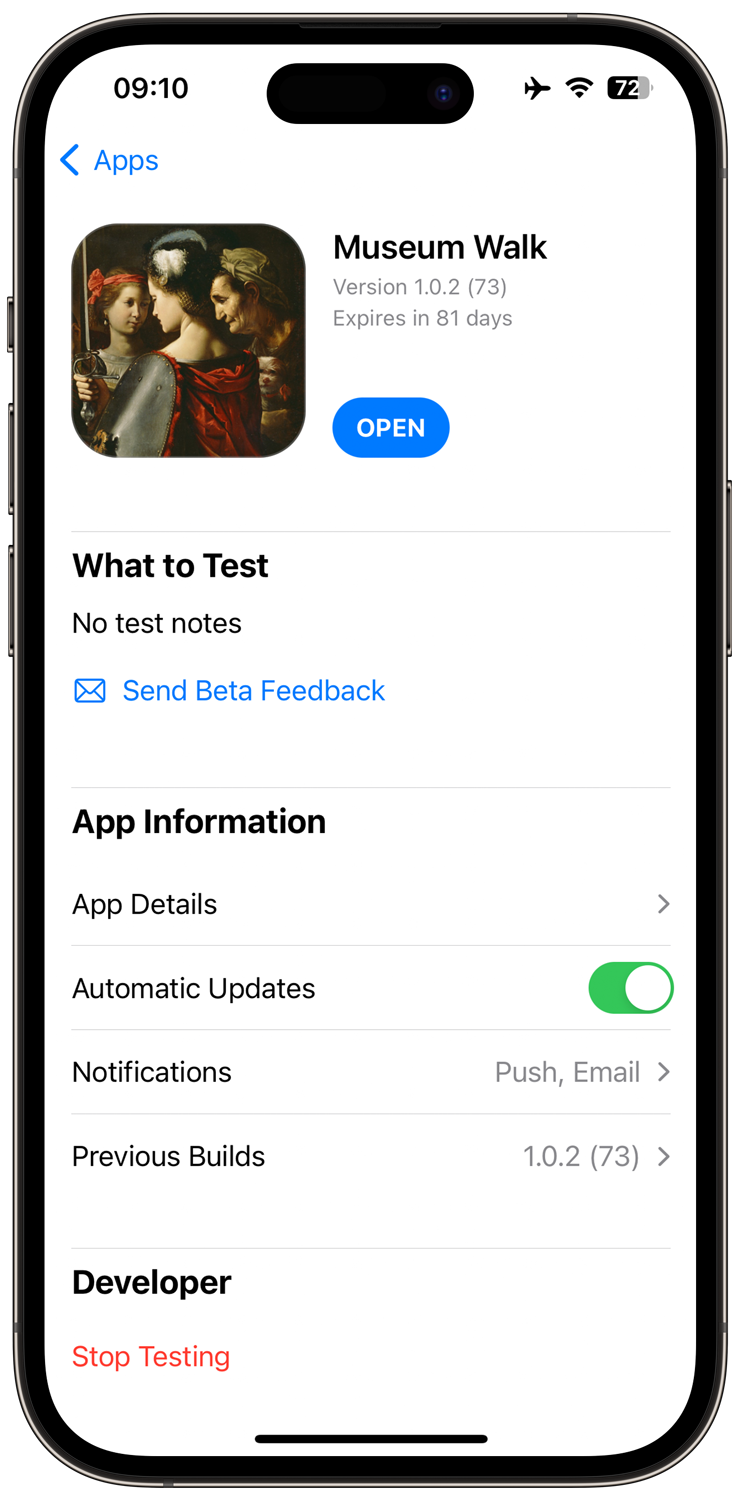 09:10
72
Apps
Museum Walk
Version 1.0.2 (73)
Expires in 81 days
OPEN
What to Test
No test notes
Send Beta Feedback
App Information
App Details
Automatic Updates
Notifications Push, Email
Previous Builds 1.0.2 (73)
Developer
Stop Testing